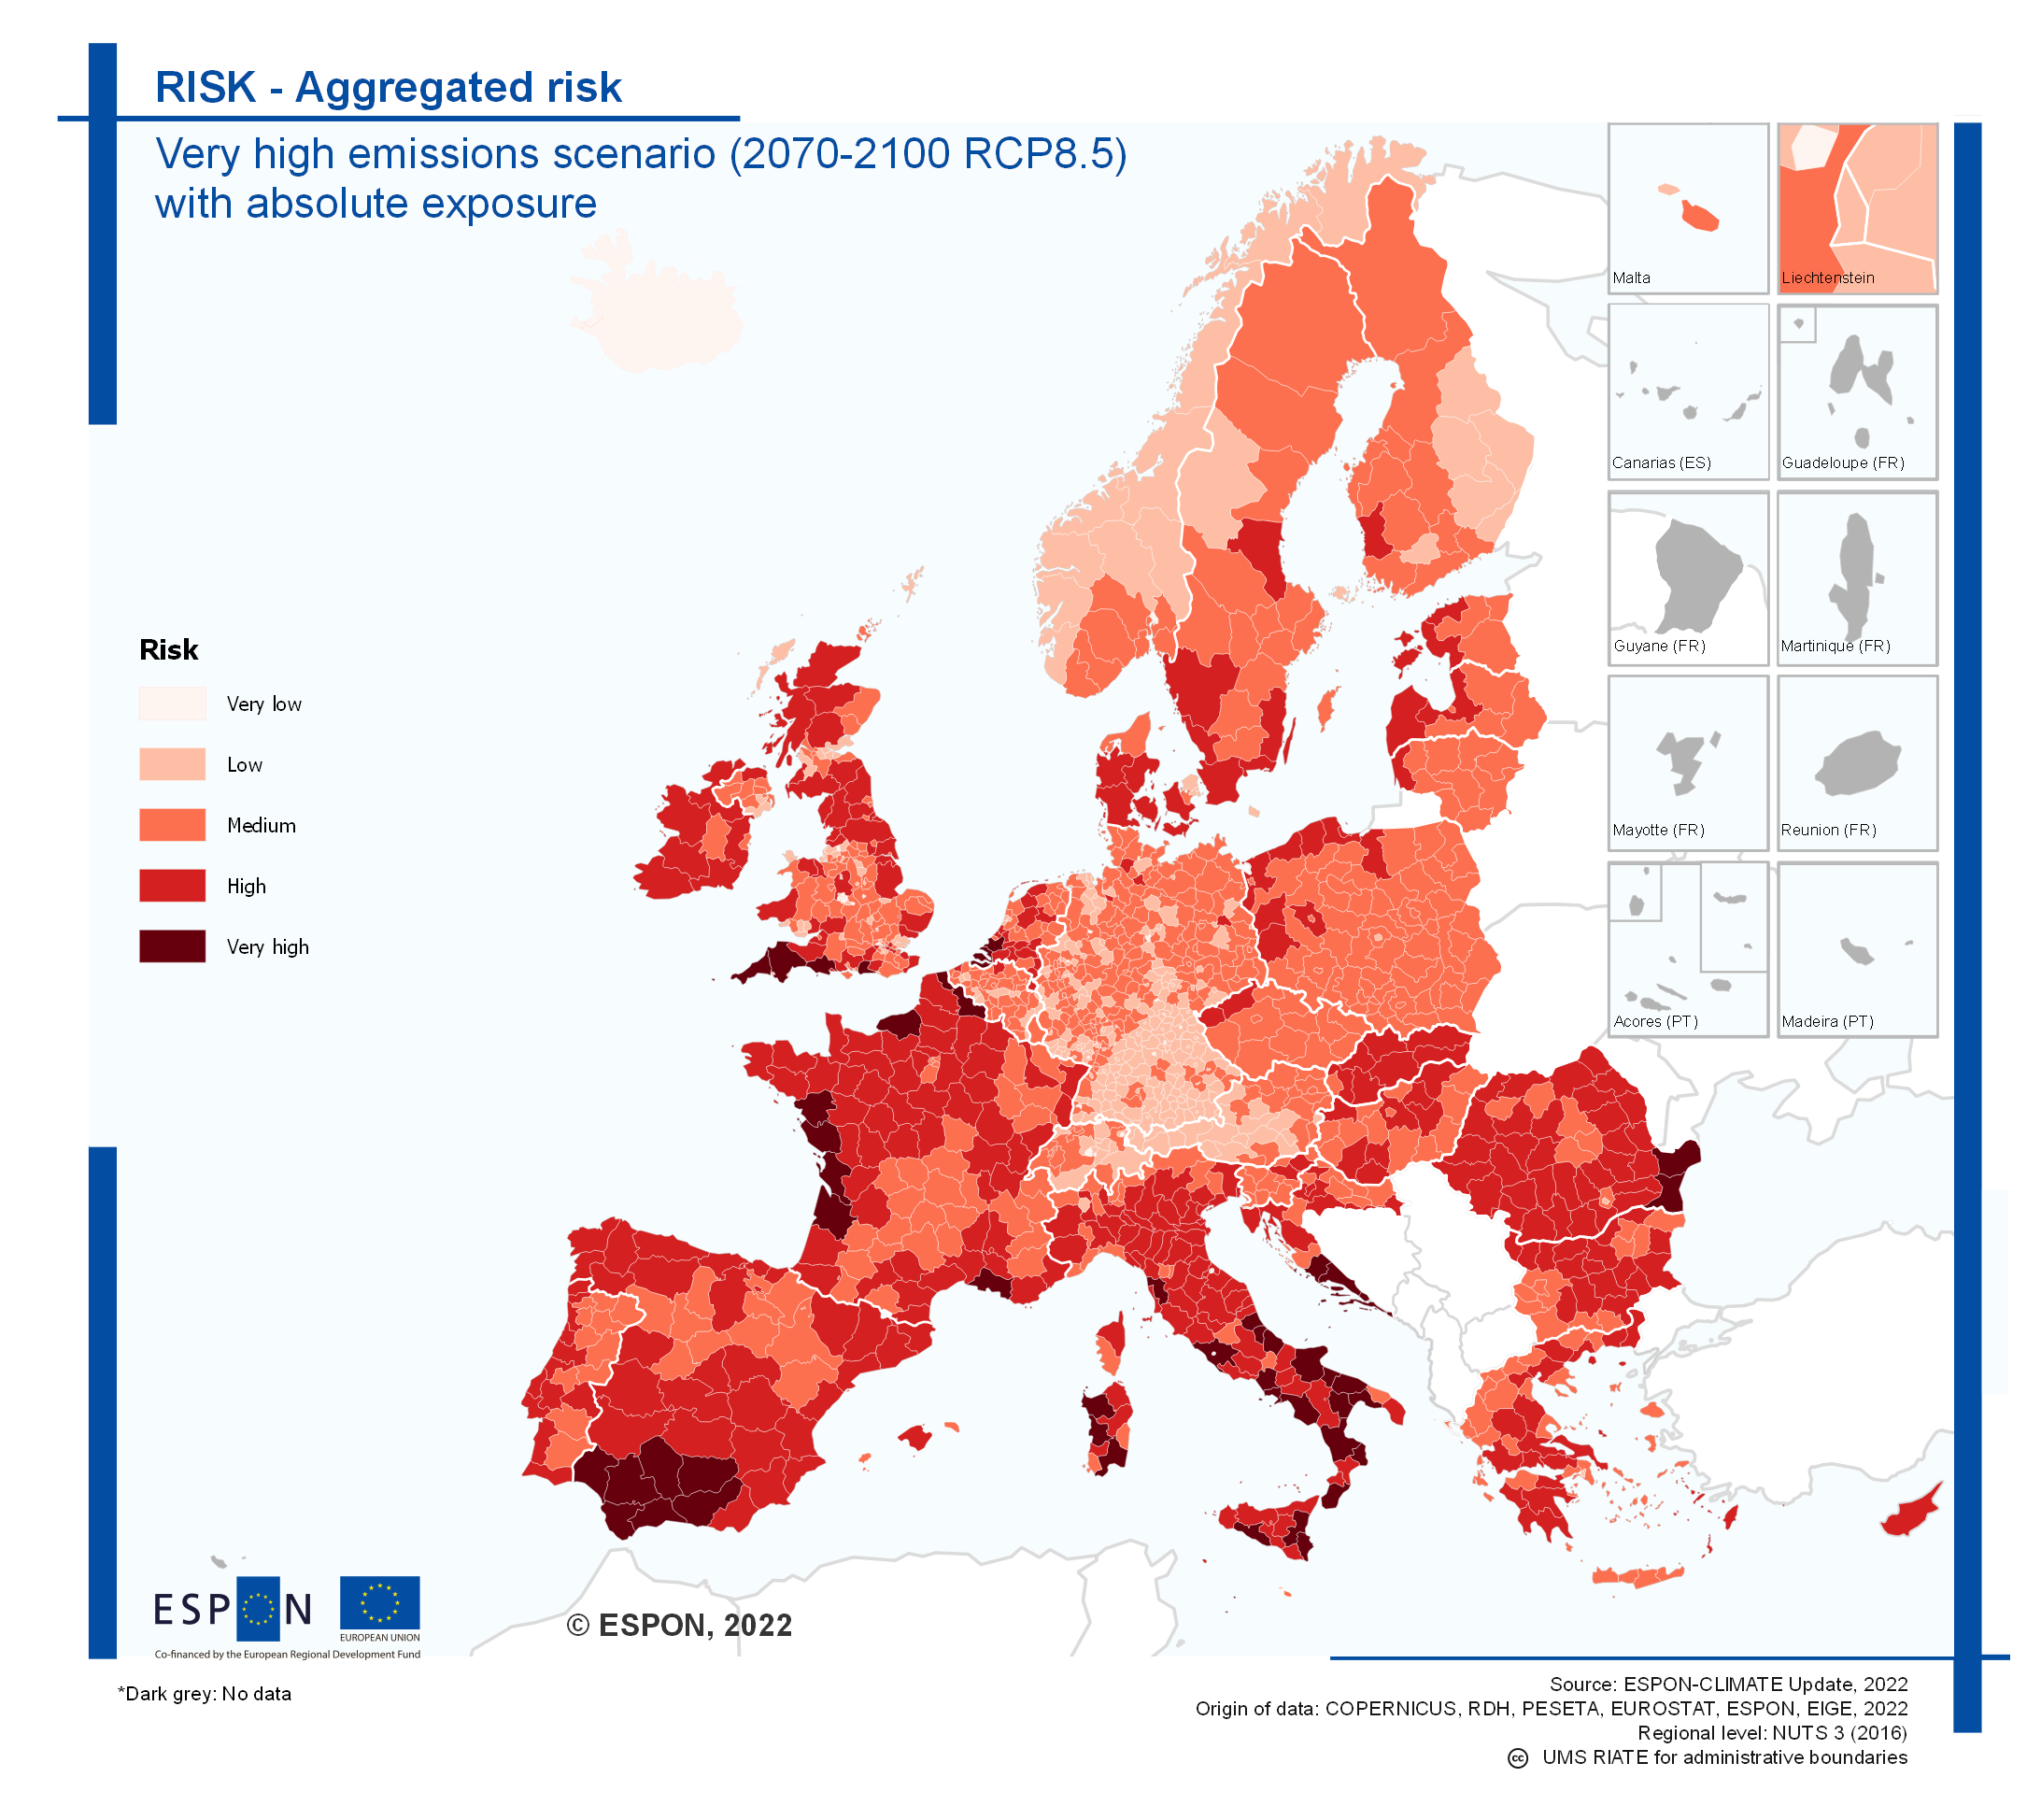 RISK - Aggregated risk
Very high emissions scenario (2070-2100 RCP8.5)
with absolute exposure
Malta
Liechtenstein
Canarias (ES)
Guadeloupe (FR)
Guyane (FR)
Martinique (FR)
Mayotte (FR)
Reunion (FR)
Acores (PT)
Madeira (PT)
Risk
Very low
Low
Medium
High
Very high
ESPON
EUROPEAN UNION
Co-financed by the European Regional Development Fund
© ESPON, 2022
*Dark grey: No data
Source: ESPON-CLIMATE Update, 2022
Origin of data: COPERNICUS, RDH, PESETA, EUROSTAT, ESPON, EIGE, 2022
Regional level: NUTS 3 (2016)
cc UMS RIATE for administrative boundaries